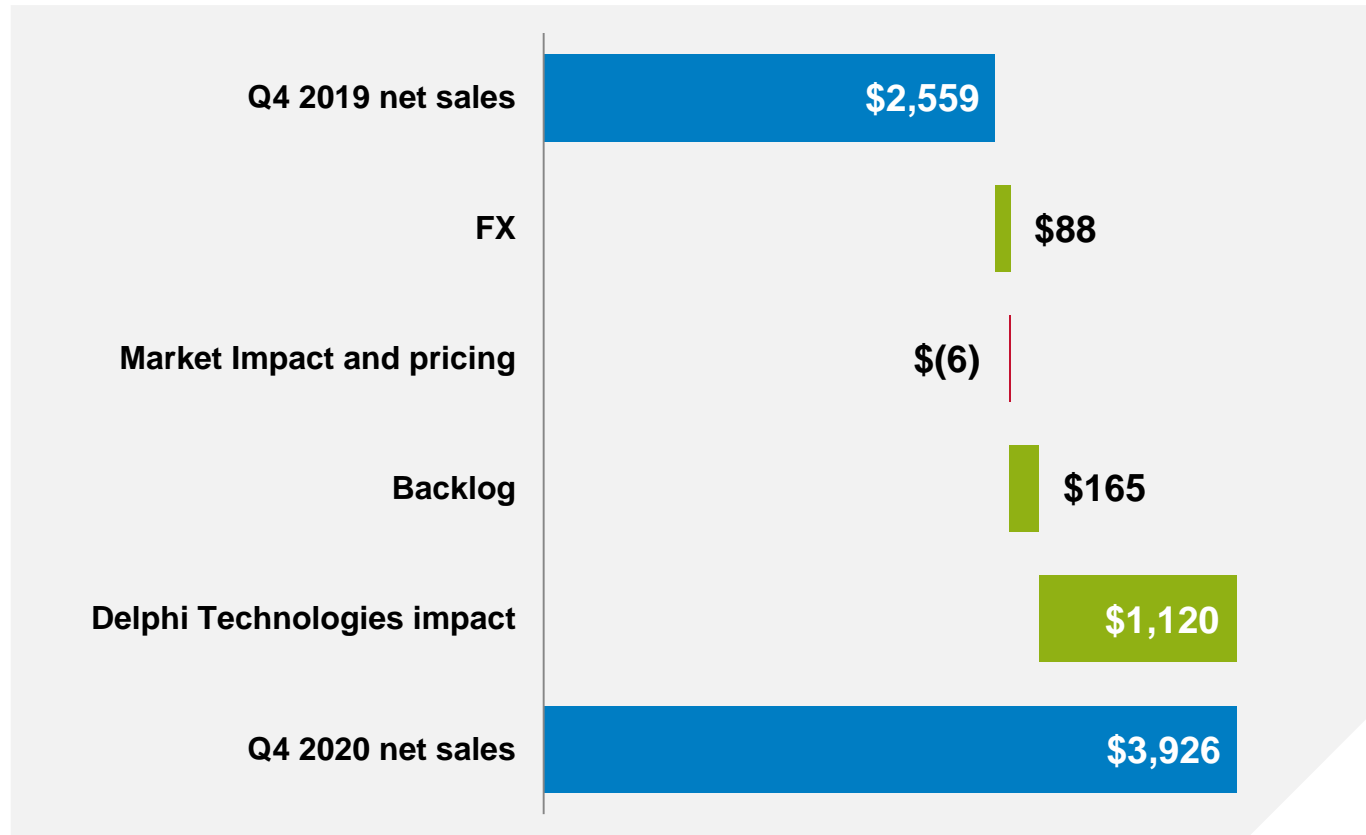 Q4 2019 net sales $2,559
FX $88
Market Impact and pricing $(6)
Backlog $165
Delphi Technologies impact $1,120
Q4 2020 net sales $3,926